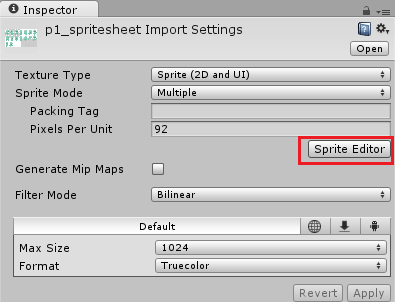 Inspector
p1_spritesheet Import Settings
Open
Texture Type Sprite (2D and UI)
Sprite Mode Multiple
Packing Tag
Pixels Per Unit 92
Sprite Editor
Generate Mip Maps
Filter Mode Bilinear
Default
Max Size 1024
Format Truecolor
Revert Apply